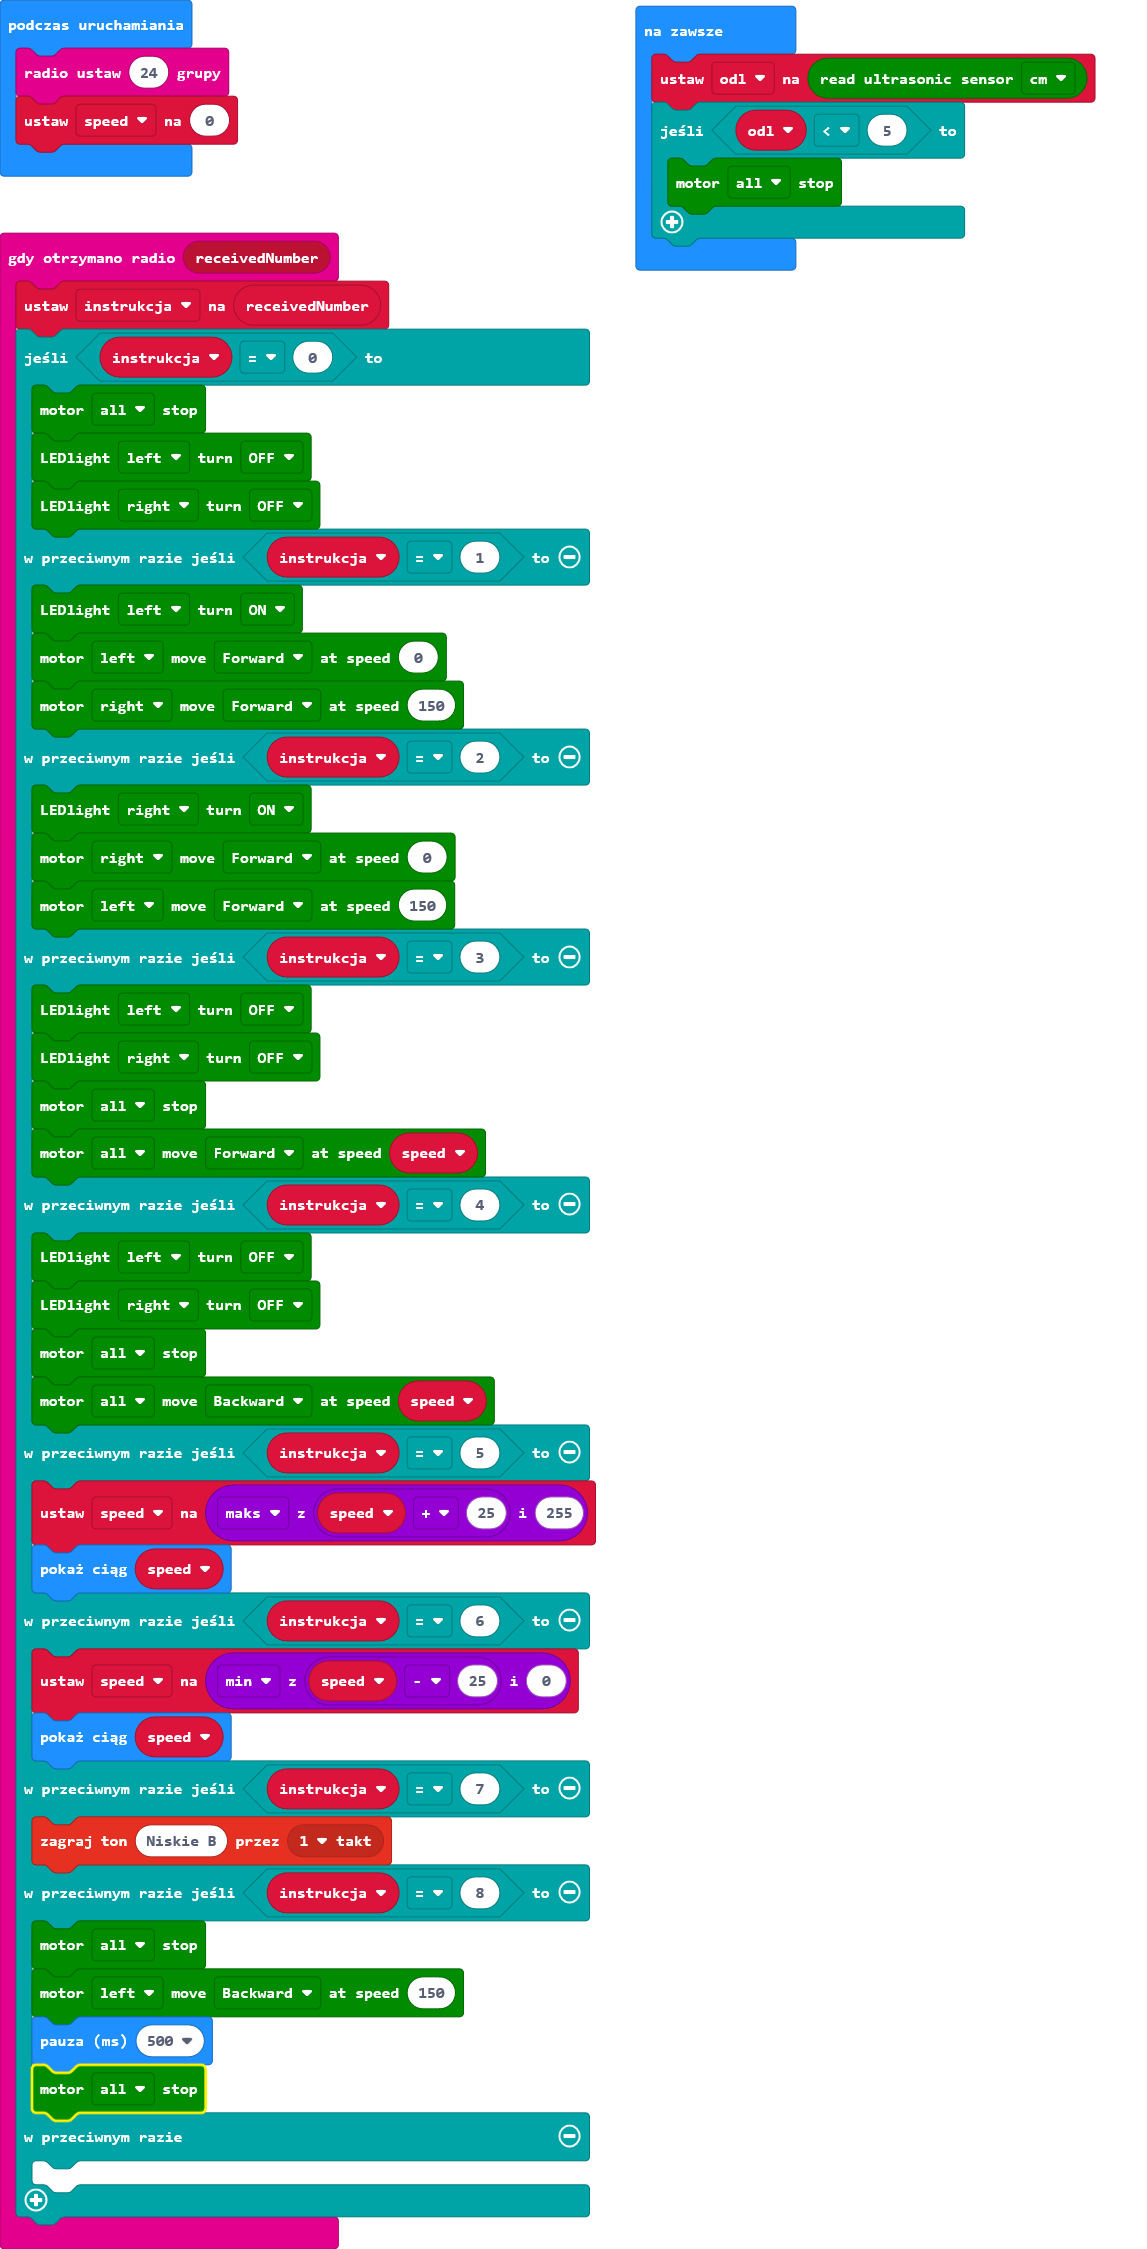 podczas uruchamiania
radio ustaw 24 grupy
ustaw speed na 0
na zawsze
ustaw odl na read ultrasonic sensor cm
jeśli odl < 5 to
motor all stop
gdy otrzymano radio receivedNumber
ustaw instrukcja na receivedNumber
jeśli instrukcja = 0 to
motor all stop
LEDlight left turn OFF
LEDlight right turn OFF
w przeciwnym razie jeśli instrukcja = 1 to
LEDlight left turn ON
motor left move Forward at speed 0
motor right move Forward at speed 150
w przeciwnym razie jeśli instrukcja = 2 to
LEDlight right turn ON
motor right move Forward at speed 0
motor left move Forward at speed 150
w przeciwnym razie jeśli instrukcja = 3 to
LEDlight left turn OFF
LEDlight right turn OFF
motor all stop
motor all move Forward at speed speed
w przeciwnym razie jeśli instrukcja = 4 to
LEDlight left turn OFF
LEDlight right turn OFF
motor all stop
motor all move Backward at speed speed
w przeciwnym razie jeśli instrukcja = 5 to
ustaw speed na maks z speed + 25 i 255
pokaż ciąg speed
w przeciwnym razie jeśli instrukcja = 6 to
ustaw speed na min z speed - 25 i 0
pokaż ciąg speed
w przeciwnym razie jeśli instrukcja = 7 to
zagraj ton Niskie B przez 1 takt
w przeciwnym razie jeśli instrukcja = 8 to
motor all stop
motor left move Backward at speed 150
pauza (ms) 500
motor all stop
w przeciwnym razie